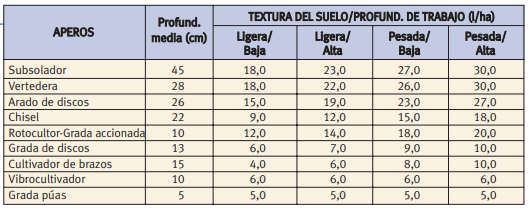 APEROS Profund. media (cm) TEXTURA DEL SUELO/PROFUND. DE TRABAJO (l/ha)
Ligera/Baja Ligera/Alta Pesada/Baja Pesada/Alta
Subsolador 45 18,0 23,0 27,0 30,0
Vertedera 28 18,0 22,0 26,0 30,0
Arado de discos 26 15,0 19,0 23,0 27,0
Chisel 22 9,0 12,0 15,0 18,0
Rotocultor-Grada accionada 10 12,0 14,0 18,0 20,0
Grada de discos 13 6,0 7,0 9,0 10,0
Cultivador de brazos 15 4,0 6,0 8,0 10,0
Vibrocultivador 10 6,0 6,0 6,0 6,0
Grada púas 5 5,0 5,0 5,0 5,0